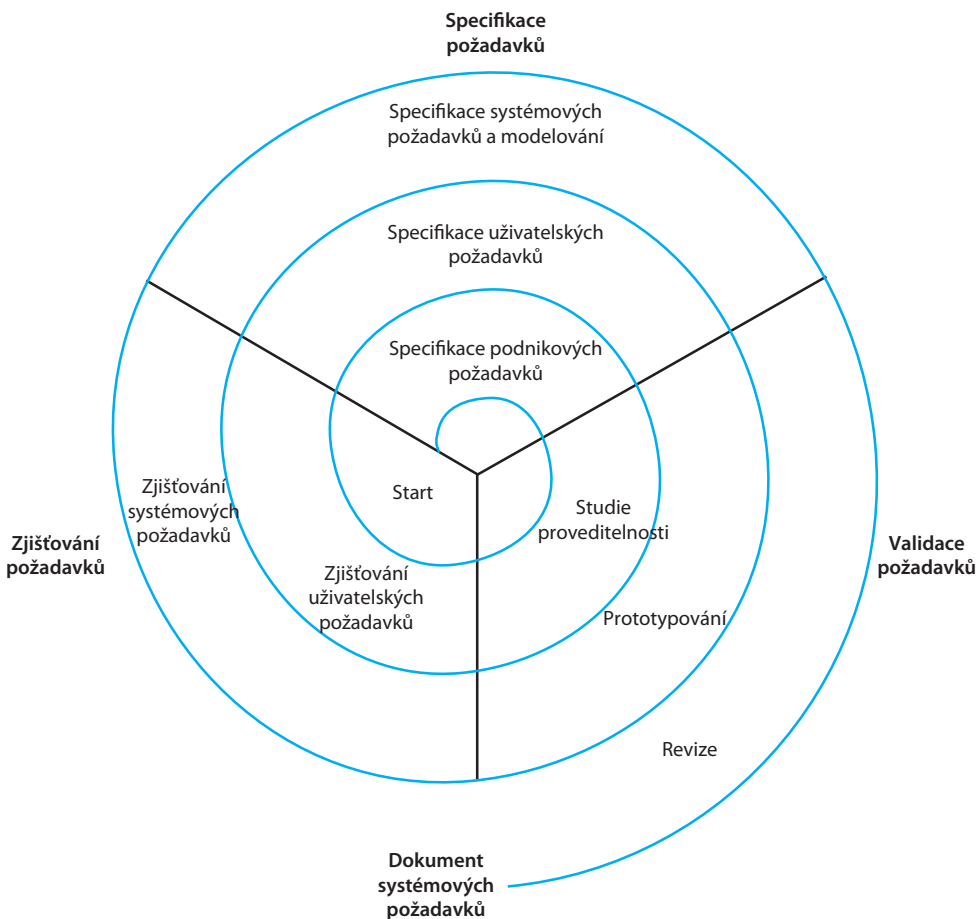 Specifikace
požadavků
Specifikace systémových
požadavků a modelování
Specifikace uživatelských
požadavků
Specifikace podnikových
požadavků
Start
Studie
proveditelnosti
Zjišťování
systémových
požadavků
Zjišťování
požadavků
Validace
požadavků
Zjišťování
uživatelských
požadavků
Prototypování
Revize
Dokument
systémových
požadavků